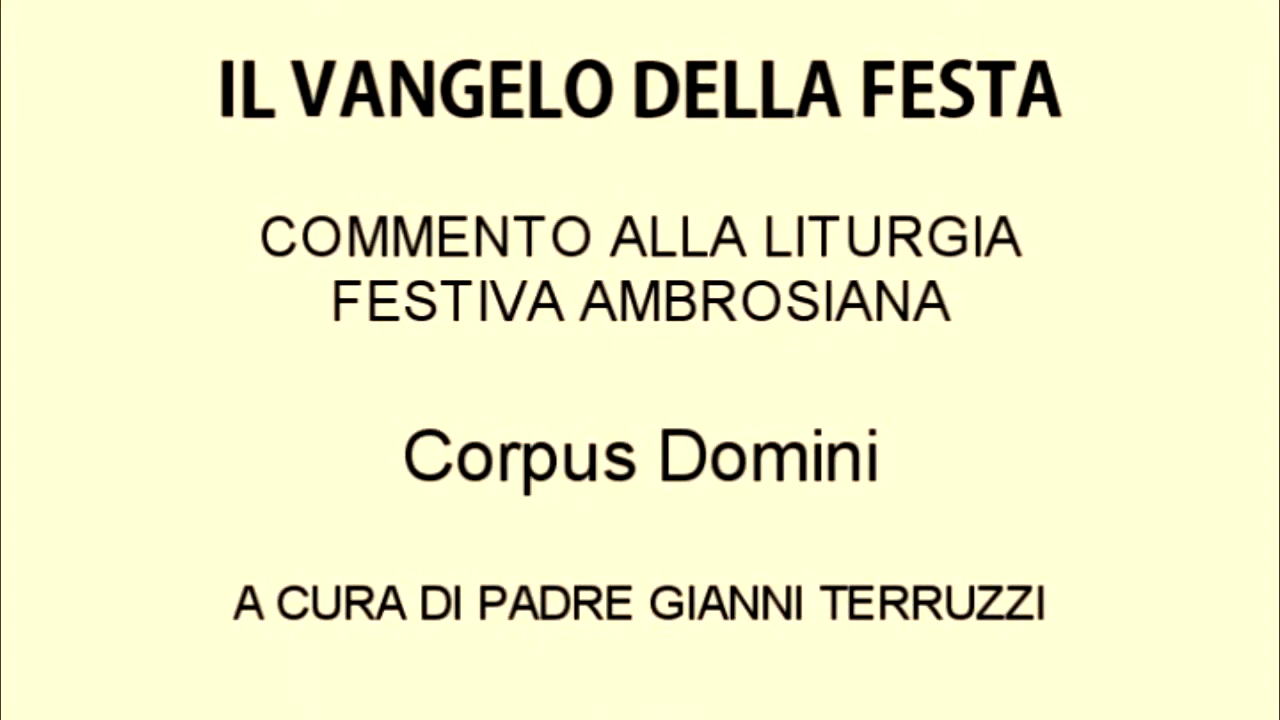 IL VANGELO DELLA FESTA
COMMENTO ALLA LITURGIA
FESTIVA AMBROSIANA
Corpus Domini
A CURA DI PADRE GIANNI TERRUZZI